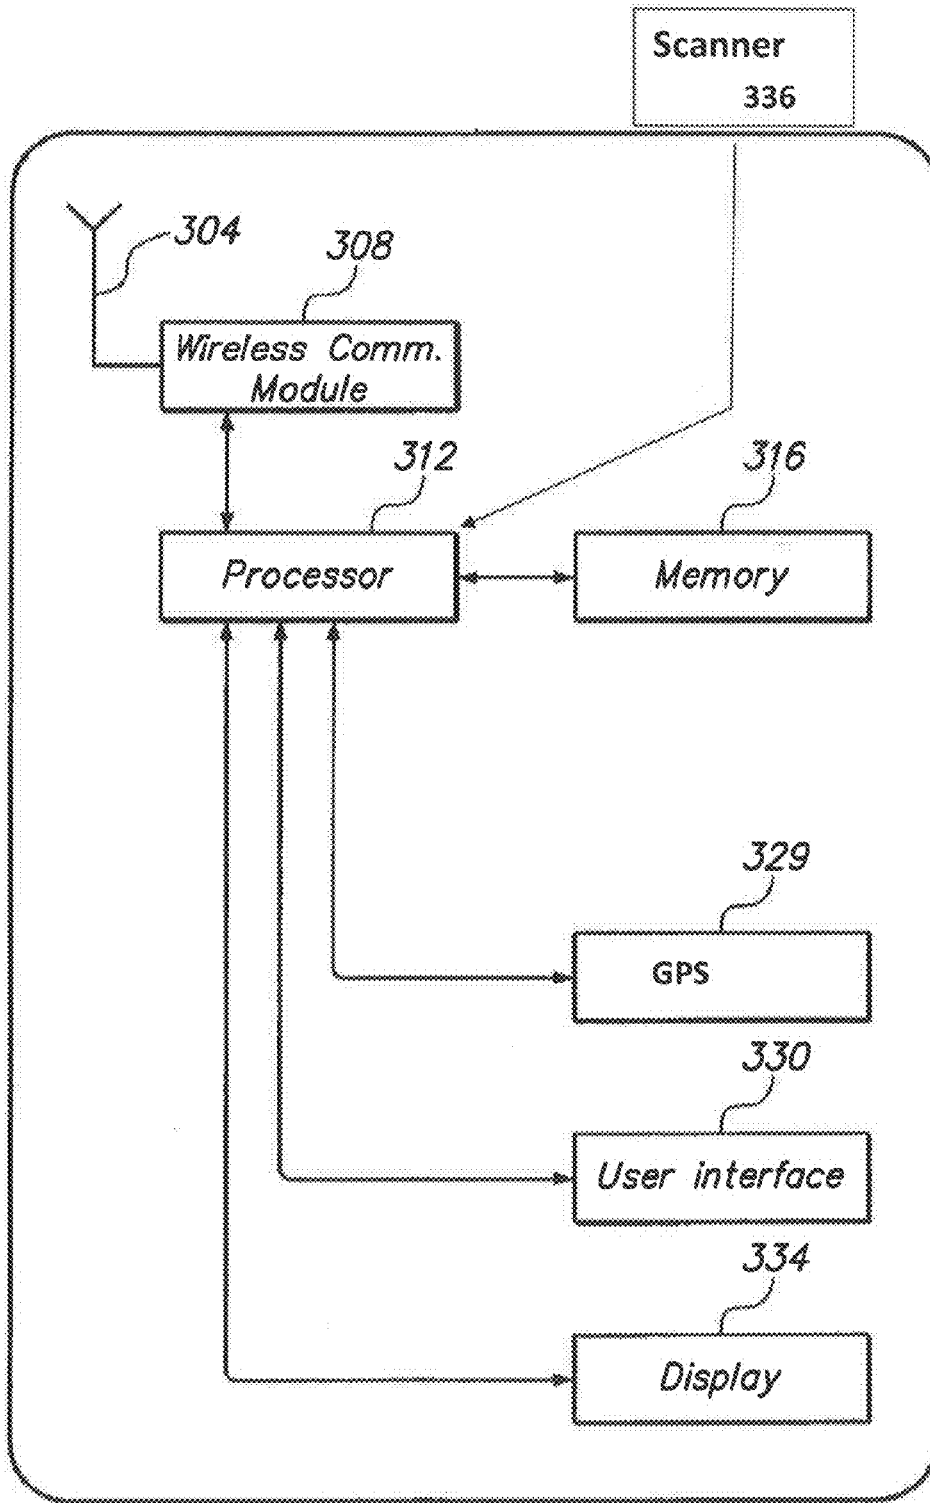 Scanner
336
304
308
Wireless Comm.
Module
312
316
Processor
Memory
329
GPS
330
User interface
334
Display